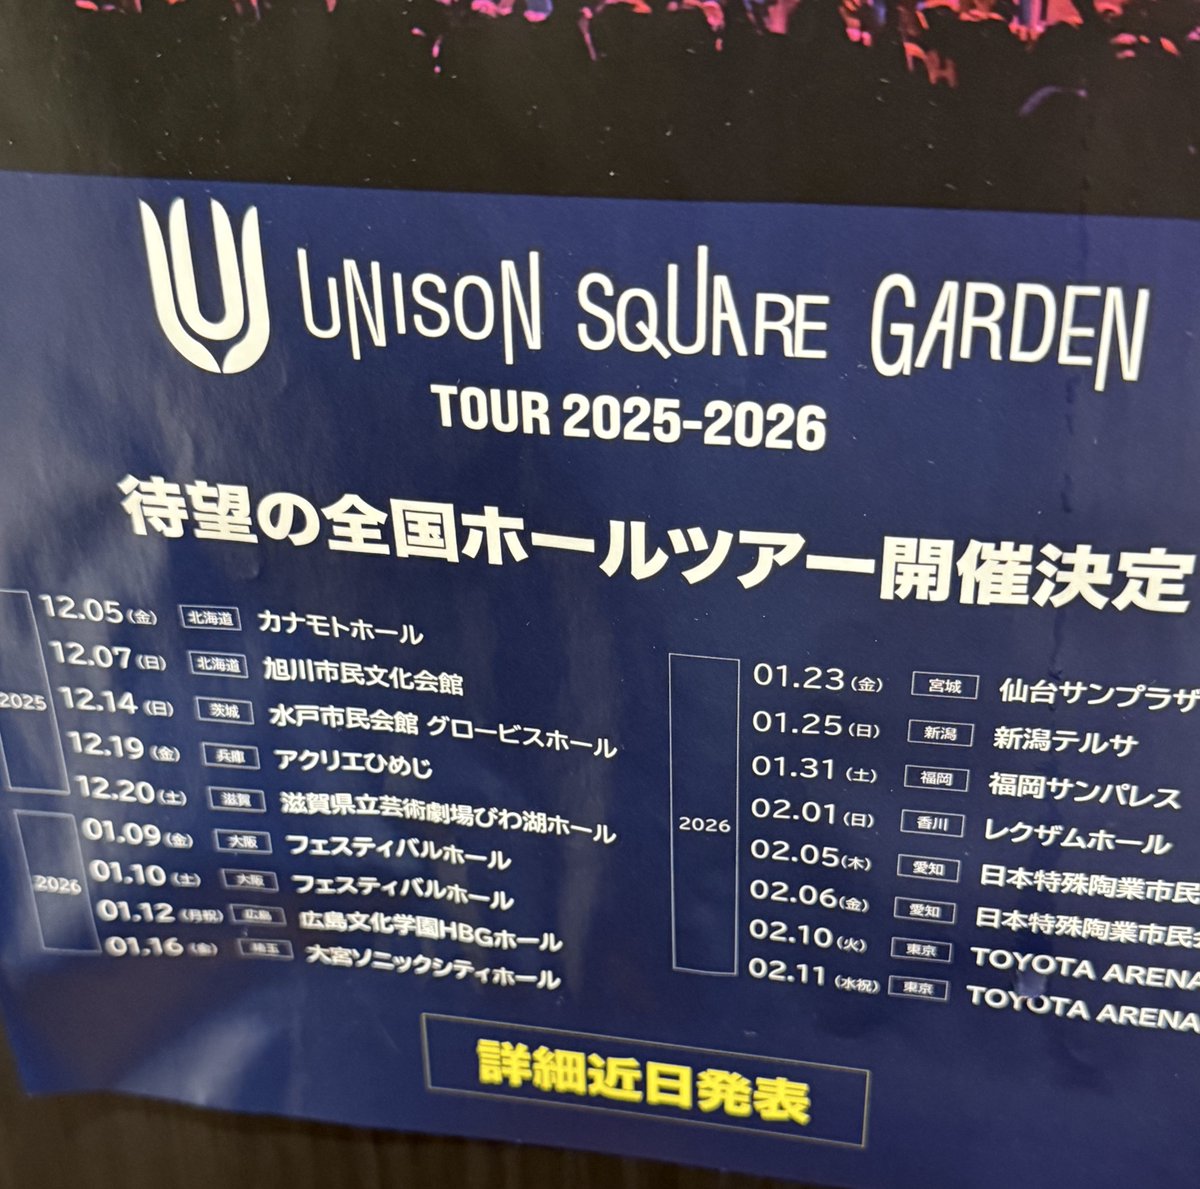 UNISON SQUARE GARDEN
TOUR 2025-2026
待望の全国ホールツアー開催決定
2025
12.05(金) 北海道 カナモトホール
12.07(日) 北海道 旭川市民文化会館
12.14(日) 茨城 水戸市民会館 グロービスホール
12.19(金) 兵庫 アクリエひめじ
12.20(土) 滋賀 滋賀県立芸術劇場びわ湖ホール
2026
01.09(金) 大阪 フェスティバルホール
01.10(土) 大阪 フェスティバルホール
01.12(月祝) 広島 広島文化学園HBGホール
01.16(金) 埼玉 大宮ソニックシティホール
2026
01.23(金) 宮城 仙台サンプラザ
01.25(日) 新潟 新潟テルサ
01.31(土) 福岡 福岡サンパレス
02.01(日) 香川 レクザムホール
02.05(木) 愛知 日本特殊陶業市民
02.06(金) 愛知 日本特殊陶業市民会
02.10(火) 東京 TOYOTA ARENA
02.11(水祝) 東京 TOYOTA ARENA
詳細近日発表